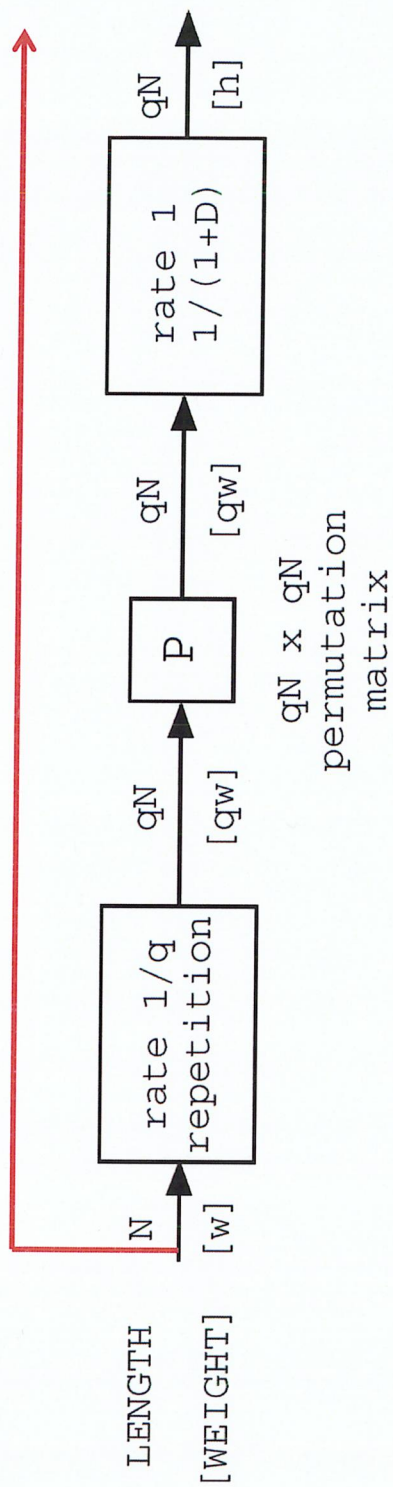 LENGTH
[WEIGHT]
N
[w]
rate 1/q
repetition
qN
[qw]
P
qN x qN
permutation
matrix
qN
[qw]
rate 1
1/(1+D)
qN
[h]